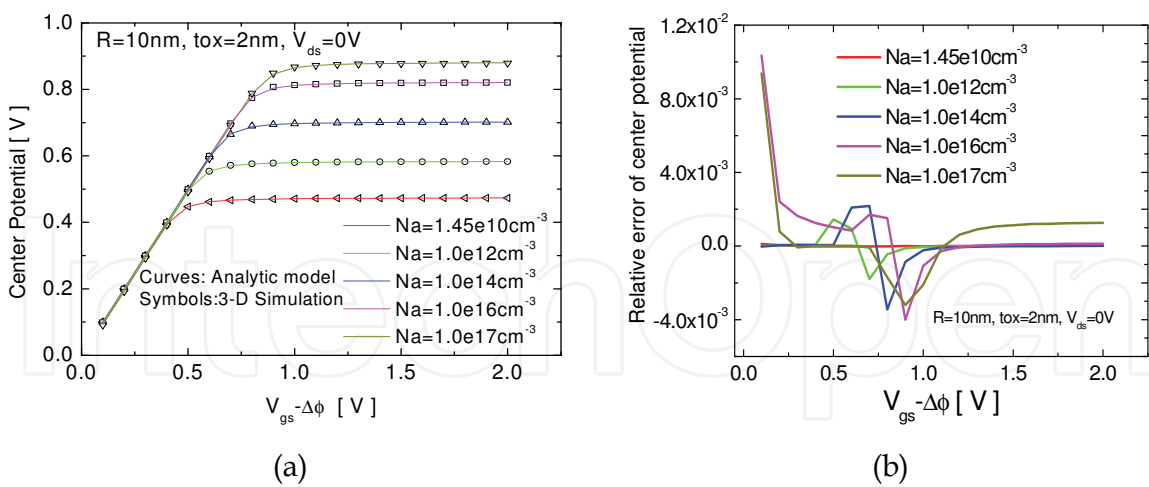 R=10nm, tox=2nm, V_ds=0V
1.0
0.8
0.6
0.4
0.2
0.0
Center Potential [ V ]
Na=1.45e10cm⁻³
Na=1.0e12cm⁻³
Na=1.0e14cm⁻³
Na=1.0e16cm⁻³
Na=1.0e17cm⁻³
Curves: Analytic model
Symbols:3-D Simulation
0.0 0.5 1.0 1.5 2.0
V_gs-Δϕ [ V ]
(a)
1.2x10⁻²
8.0x10⁻³
4.0x10⁻³
0.0
-4.0x10⁻³
Relative error of center potential
Na=1.45e10cm⁻³
Na=1.0e12cm⁻³
Na=1.0e14cm⁻³
Na=1.0e16cm⁻³
Na=1.0e17cm⁻³
R=10nm, tox=2nm, V_ds=0V
0.0 0.5 1.0 1.5 2.0
V_gs-Δϕ [ V ]
(b)
IntechOpen